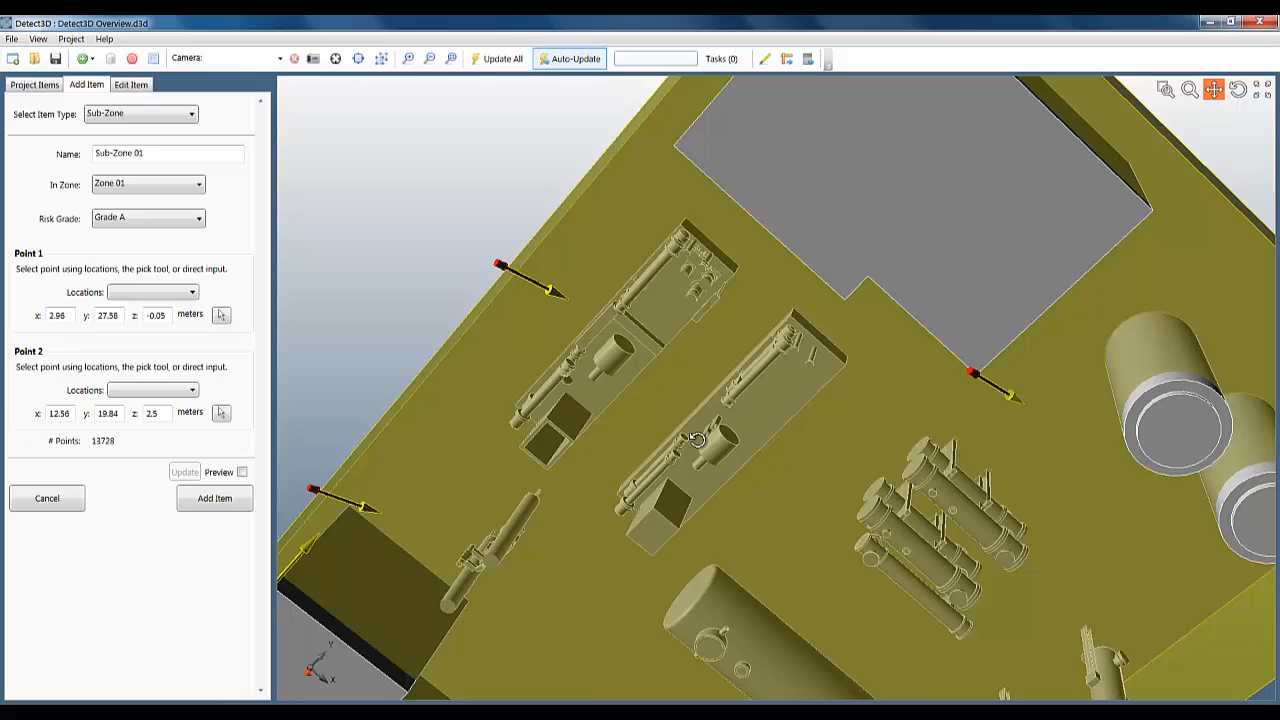 Detect3D : Detect3D Overview.d3d
File View Project Help
Camera: Update All Auto-Update Tasks (0)
Project Items Add Item Edit Item
Select Item Type: Sub-Zone
Name: Sub-Zone 01
In Zone: Zone 01
Risk Grade: Grade A
Point 1
Select point using locations, the pick tool, or direct input.
Locations:
x: 2.96 y: 27.58 z: -0.05 meters
Point 2
Select point using locations, the pick tool, or direct input.
Locations:
x: 12.56 y: 19.84 z: 2.5 meters
# Points: 13728
Update Preview
Cancel Add Item
Y
X